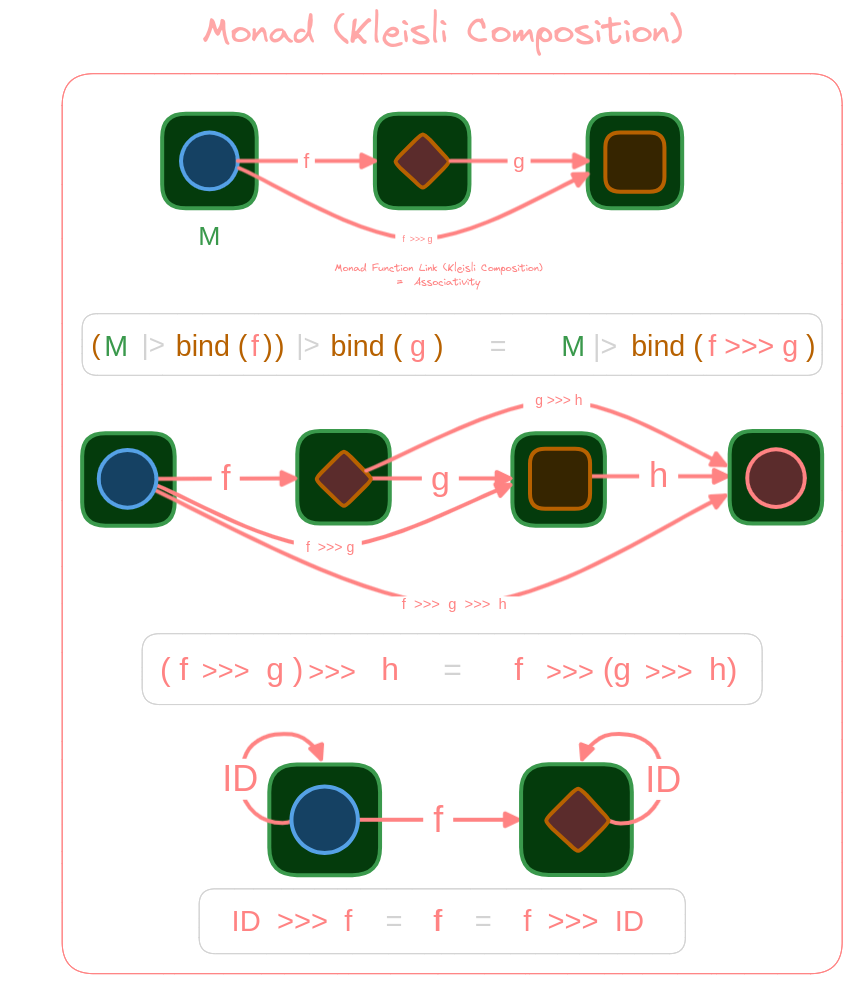 Monad (Kleisli Composition)
f
g
f >>> g
M
Monad Function Link (Kleisli Composition)
= Associativity
(M |> bind (f)) |> bind ( g ) = M |> bind ( f >>> g )
g >>> h
f
g
h
f >>> g
f >>> g >>> h
( f >>> g ) >>> h = f >>> (g >>> h)
ID
ID
f
ID >>> f = f = f >>> ID